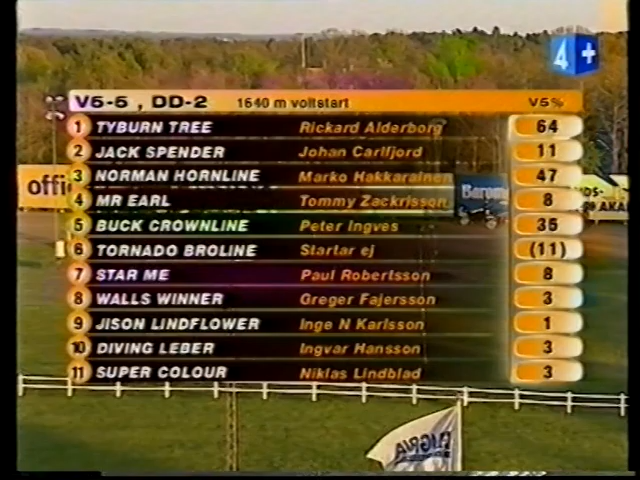 4+
V5-5 , DD-2 1640 m voltstart V5%
1 TYBURN TREE Rickard Alderborg 64
2 JACK SPENDER Johan Carlfjord 11
3 NORMAN HORNLINE Marko Hakkarainen 47
4 MR EARL Tommy Zackrisson 8
5 BUCK CROWNLINE Peter Ingves 35
6 TORNADO BROLINE Startar ej (11)
7 STAR ME Paul Robertsson 8
8 WALLS WINNER Greger Fajersson 3
9 JISON LINDFLOWER Inge N Karlsson 1
10 DIVING LEBER Ingvar Hansson 3
11 SUPER COLOUR Niklas Lindblad 3